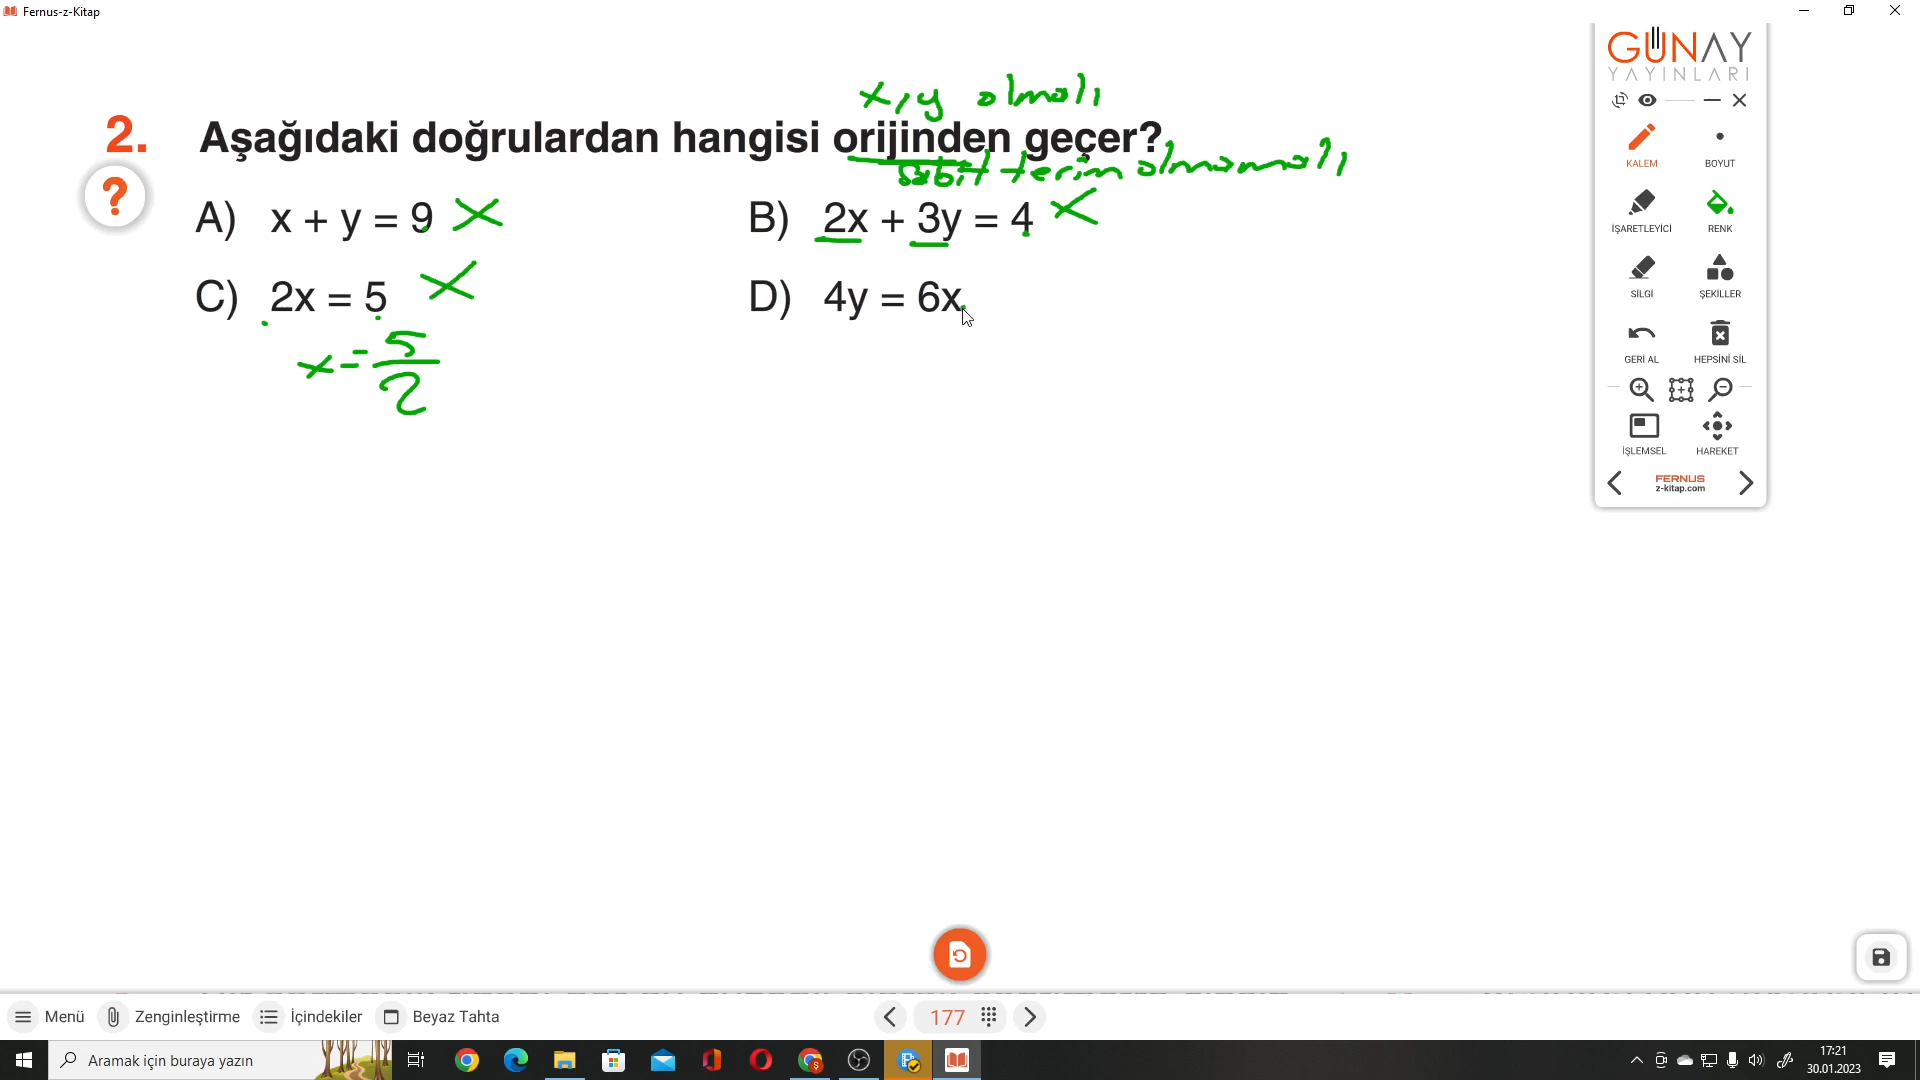 Fernus-z-Kitap
GÜNAY
YAYINLARI
x,y olmalı
2. Aşağıdaki doğrulardan hangisi orijinden geçer?
sabit terim olmamalı
?
A) x + y = 9 X
B) 2x + 3y = 4 X
C) 2x = 5 X
D) 4y = 6x
x = 5/2
KALEM
BOYUT
İŞARETLEYİCİ
RENK
SİLGİ
ŞEKİLLER
GERİ AL
HEPSİNİ SİL
İŞLEMSEL
HAREKET
FERNUS
z-kitap.com
Menü
Zenginleştirme
İçindekiler
Beyaz Tahta
177
Aramak için buraya yazın
17:21
30.01.2023